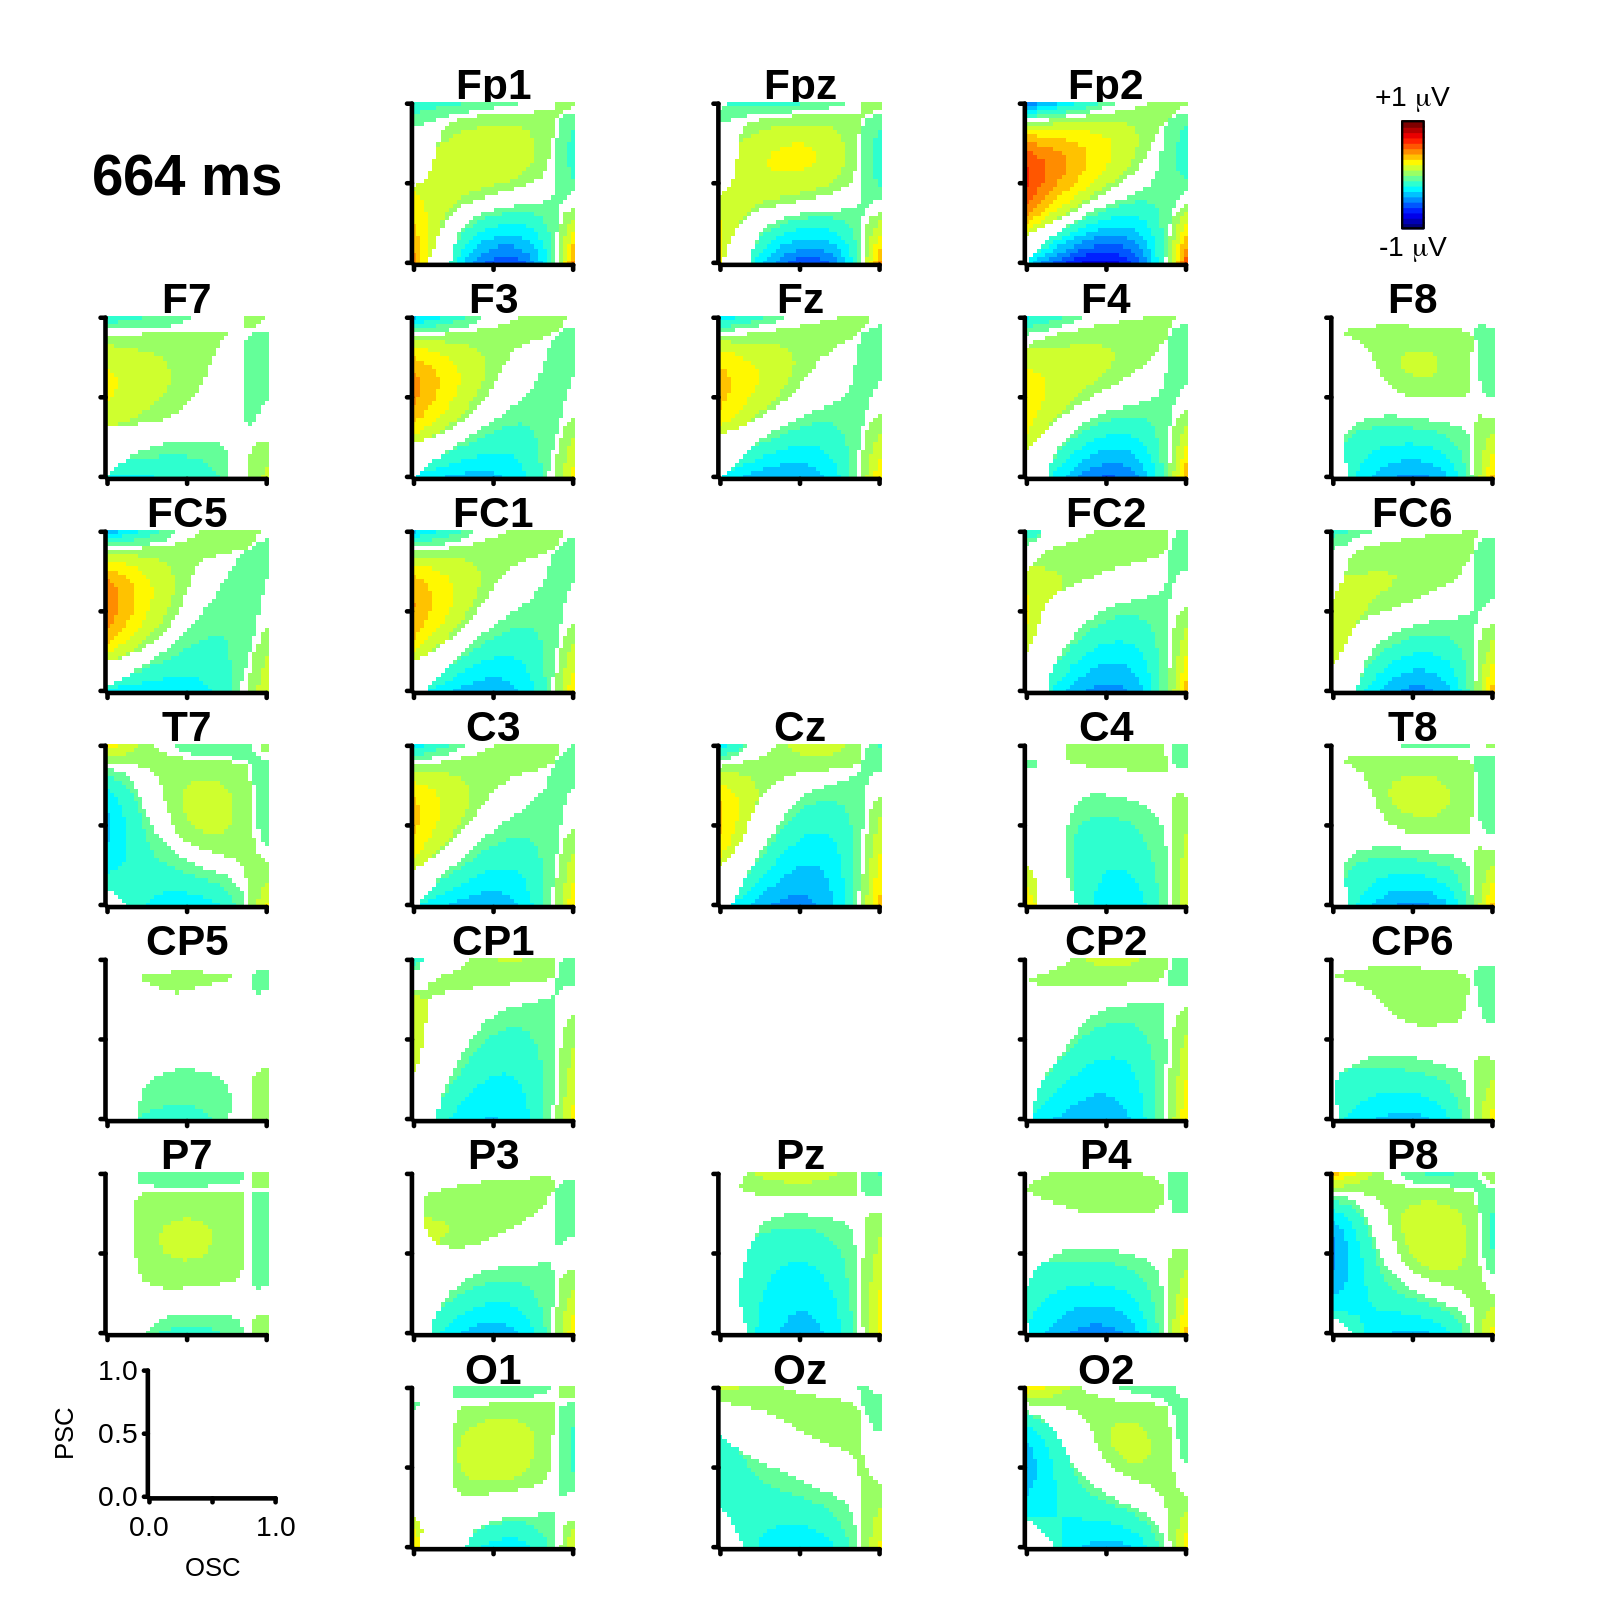 Fp1 Fpz Fp2 +1 μV
664 ms
-1 μV
F7 F3 Fz F4 F8
FC5 FC1 FC2 FC6
T7 C3 Cz C4 T8
CP5 CP1 CP2 CP6
P7 P3 Pz P4 P8
O1 Oz O2
1.0
PSC
0.5
0.0
0.0 1.0
OSC